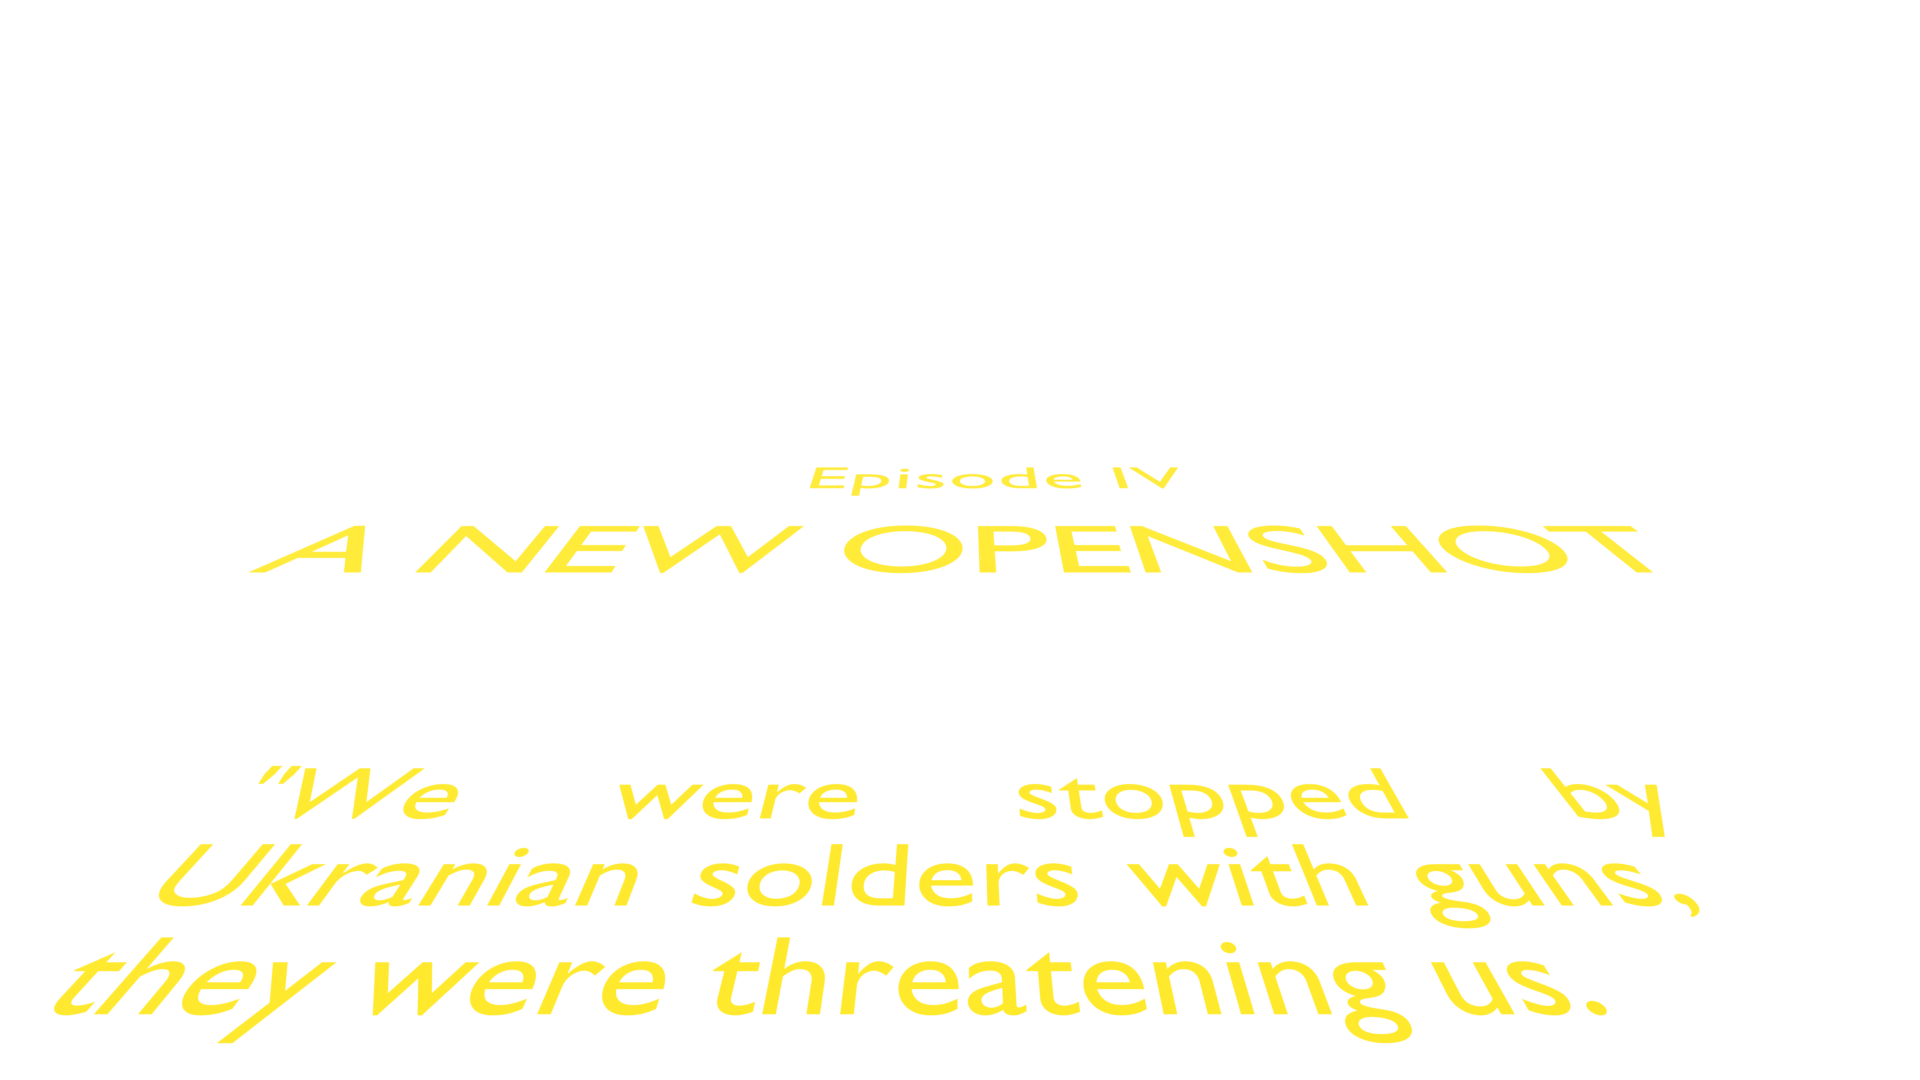 Episode IV
A NEW OPENSHOT
"We were stopped by
Ukranian solders with guns,
they were threatening us.